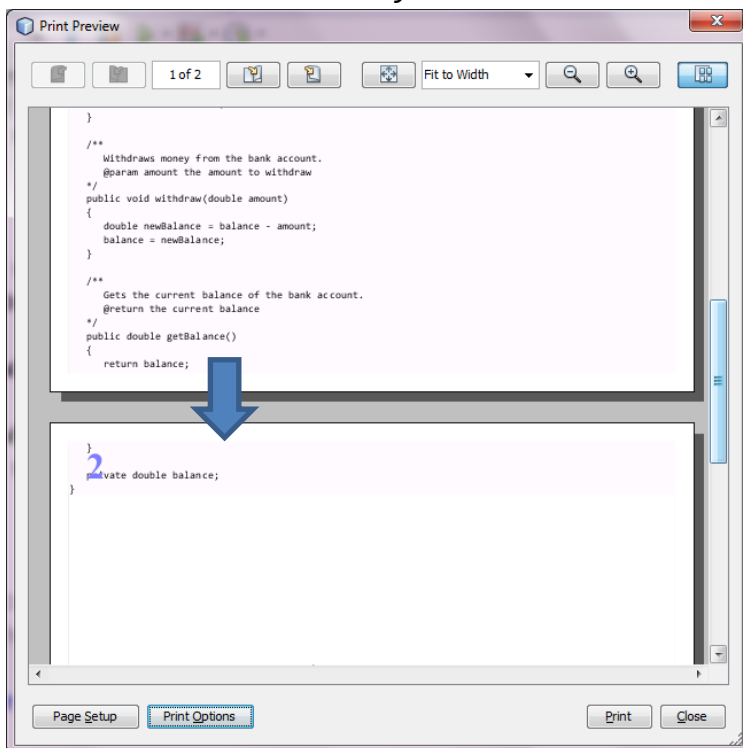 Print Preview
1 of 2
Fit to Width
}
/**
Withdraws money from the bank account.
@param amount the amount to withdraw
*/
public void withdraw(double amount)
{
double newBalance = balance - amount;
balance = newBalance;
}
/**
Gets the current balance of the bank account.
@return the current balance
*/
public double getBalance()
{
return balance;
}
2
private double balance;
}
Page Setup Print Options Print Close